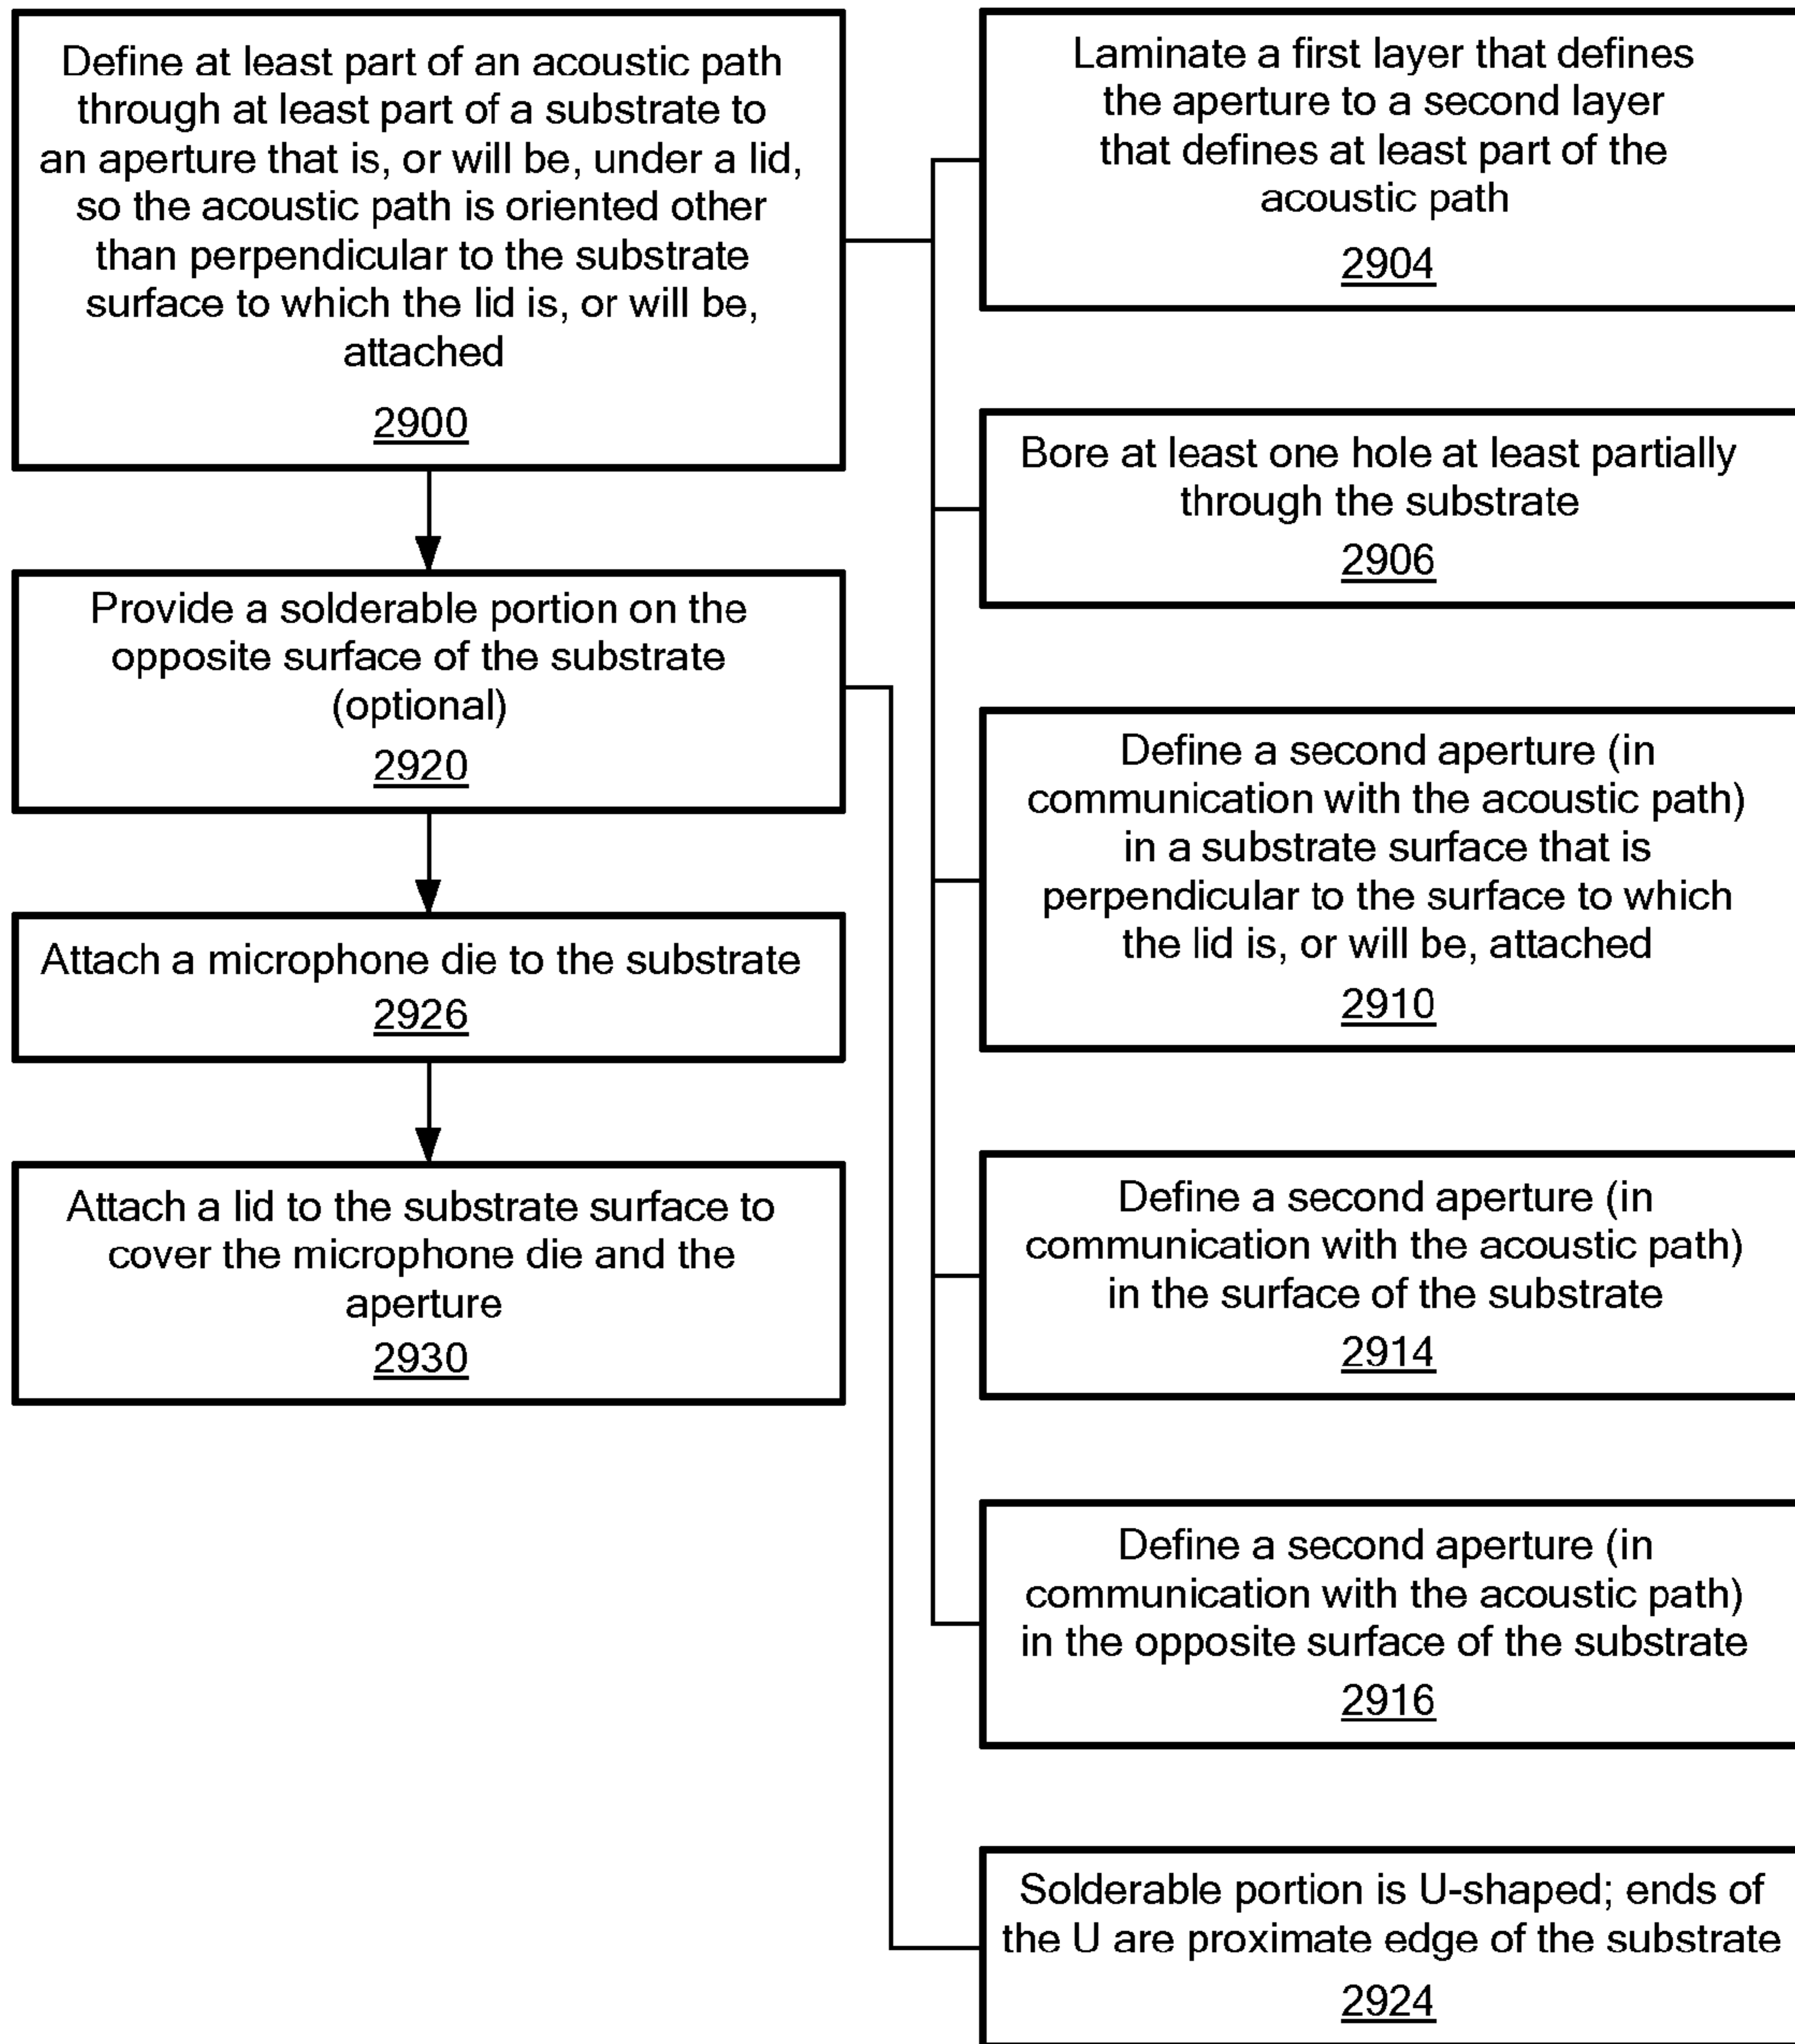 Define at least part of an acoustic path
through at least part of a substrate to
an aperture that is, or will be, under a lid,
so the acoustic path is oriented other
than perpendicular to the substrate
surface to which the lid is, or will be,
attached
2900
Provide a solderable portion on the
opposite surface of the substrate
(optional)
2920
Attach a microphone die to the substrate
2926
Attach a lid to the substrate surface to
cover the microphone die and the
aperture
2930
Laminate a first layer that defines
the aperture to a second layer
that defines at least part of the
acoustic path
2904
Bore at least one hole at least partially
through the substrate
2906
Define a second aperture (in
communication with the acoustic path)
in a substrate surface that is
perpendicular to the surface to which
the lid is, or will be, attached
2910
Define a second aperture (in
communication with the acoustic path)
in the surface of the substrate
2914
Define a second aperture (in
communication with the acoustic path)
in the opposite surface of the substrate
2916
Solderable portion is U-shaped; ends of
the U are proximate edge of the substrate
2924